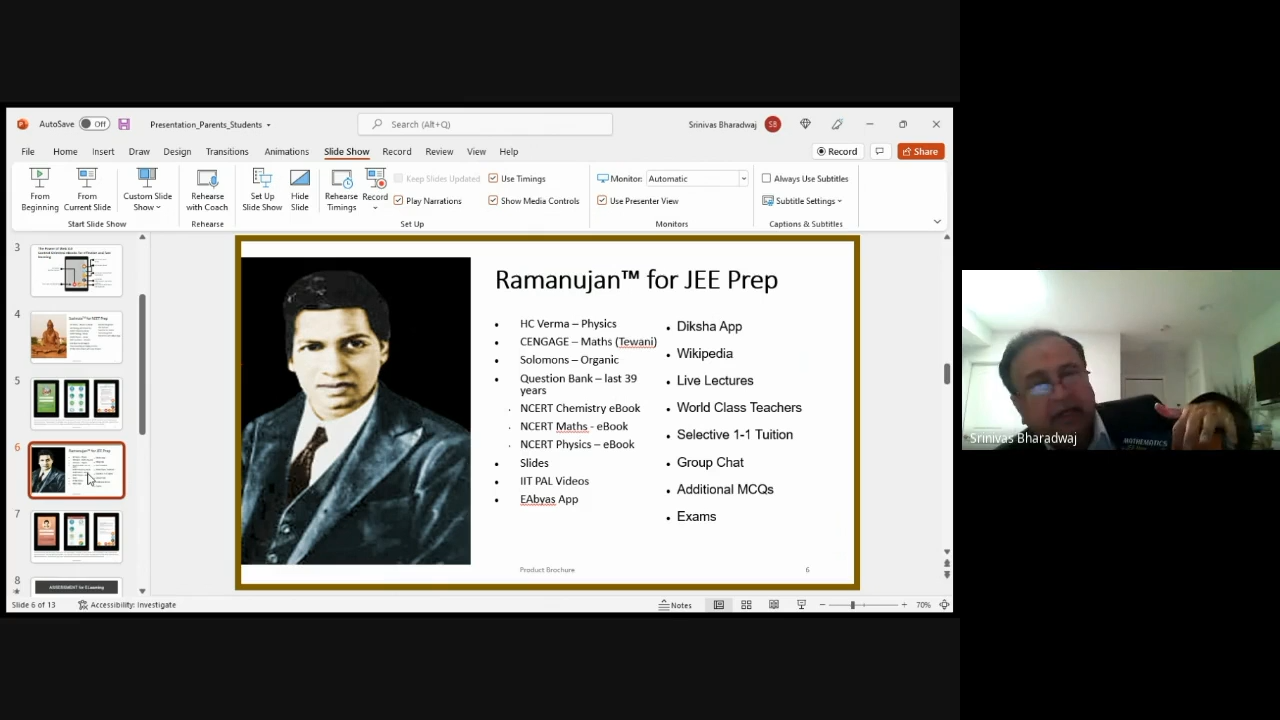 AutoSave Off
Presentation_Parents_Students
Search (Alt+Q)
Srinivas Bharadwaj SB
File Home Insert Draw Design Transitions Animations Slide Show Record Review View Help
Record
Share
From Beginning
From Current Slide
Custom Slide Show
Start Slide Show
Rehearse with Coach
Rehearse
Set Up Slide Show
Hide Slide
Rehearse Timings
Record
Keep Slides Updated
Play Narrations
Use Timings
Show Media Controls
Set Up
Monitor: Automatic
Use Presenter View
Monitors
Always Use Subtitles
Subtitle Settings
Captions & Subtitles
3
4
5
6
7
8
Ramanujan™ for JEE Prep
• HC Verma – Physics
• CENGAGE – Maths (Tewani)
• Solomons – Organic
• Question Bank – last 39
years
NCERT Chemistry eBook
NCERT Maths - eBook
NCERT Physics – eBook
• Slides
• IIT PAL Videos
• EAbyas App
• Diksha App
• Wikipedia
• Live Lectures
• World Class Teachers
• Selective 1-1 Tuition
• Group Chat
• Additional MCQs
• Exams
Product Brochure
6
Slide 6 of 13
Accessibility: Investigate
Notes
70%
Srinivas Bharadwaj